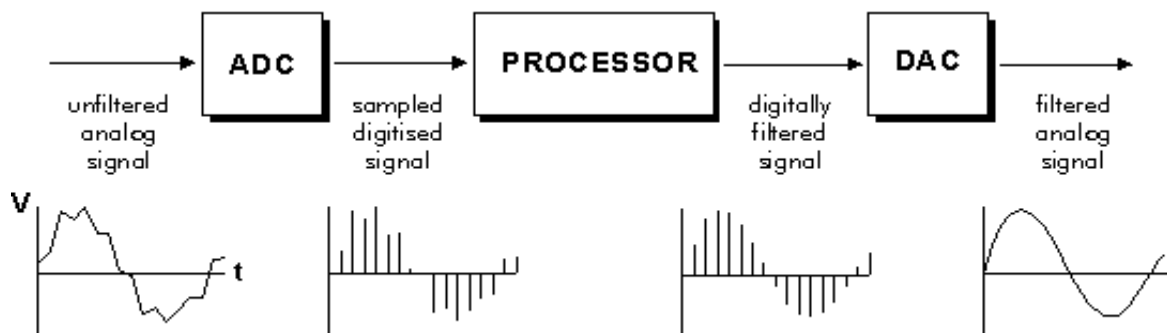 ADC
PROCESSOR
DAC
unfiltered
analog
signal
sampled
digitised
signal
digitally
filtered
signal
filtered
analog
signal
V
t